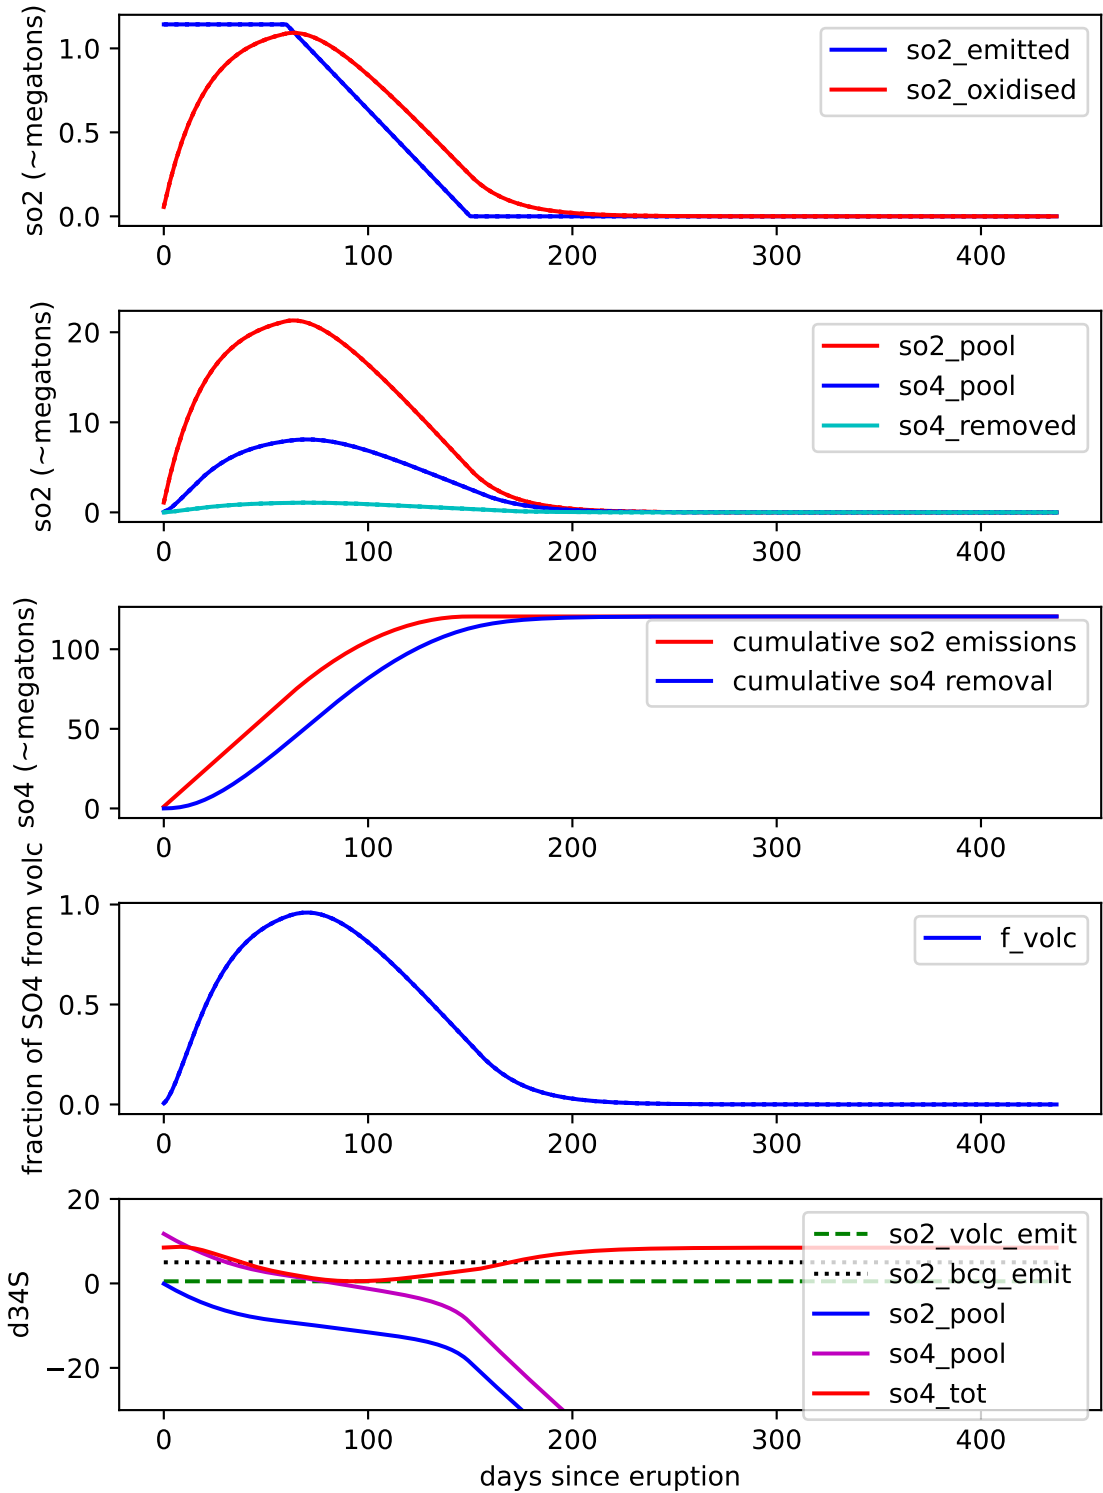 so2 (~megatons)
1.0
0.5
0.0
so2_emitted
so2_oxidised
0 100 200 300 400
so2 (~megatons)
20
10
0
so2_pool
so4_pool
so4_removed
0 100 200 300 400
so4 (~megatons)
100
50
0
cumulative so2 emissions
cumulative so4 removal
0 100 200 300 400
fraction of SO4 from volc
1.0
0.5
0.0
f_volc
0 100 200 300 400
d34S
20
0
−20
so2_volc_emit
so2_bcg_emit
so2_pool
so4_pool
so4_tot
0 100 200 300 400
days since eruption